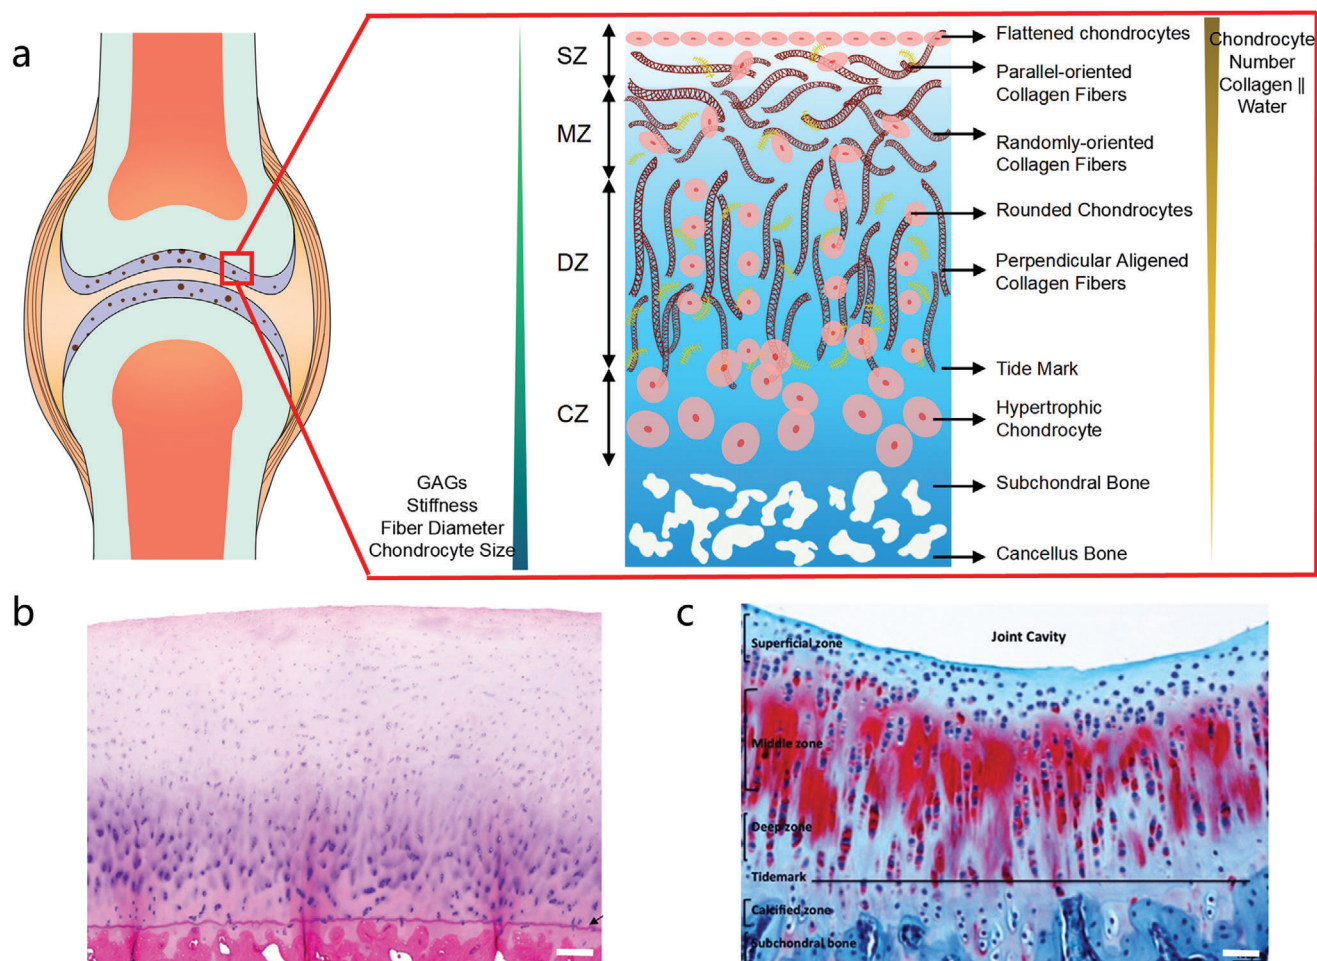 a
SZ
MZ
DZ
CZ
GAGs
Stiffness
Fiber Diameter
Chondrocyte Size
Flattened chondrocytes
Parallel-oriented
Collagen Fibers
Randomly-oriented
Collagen Fibers
Rounded Chondrocytes
Perpendicular Aligened
Collagen Fibers
Tide Mark
Hypertrophic
Chondrocyte
Subchondral Bone
Cancellus Bone
Chondrocyte
Number
Collagen ||
Water
b
c
Joint Cavity
Superficial zone
Middle zone
Deep zone
Tidemark
Calcified zone
Subchondral bone